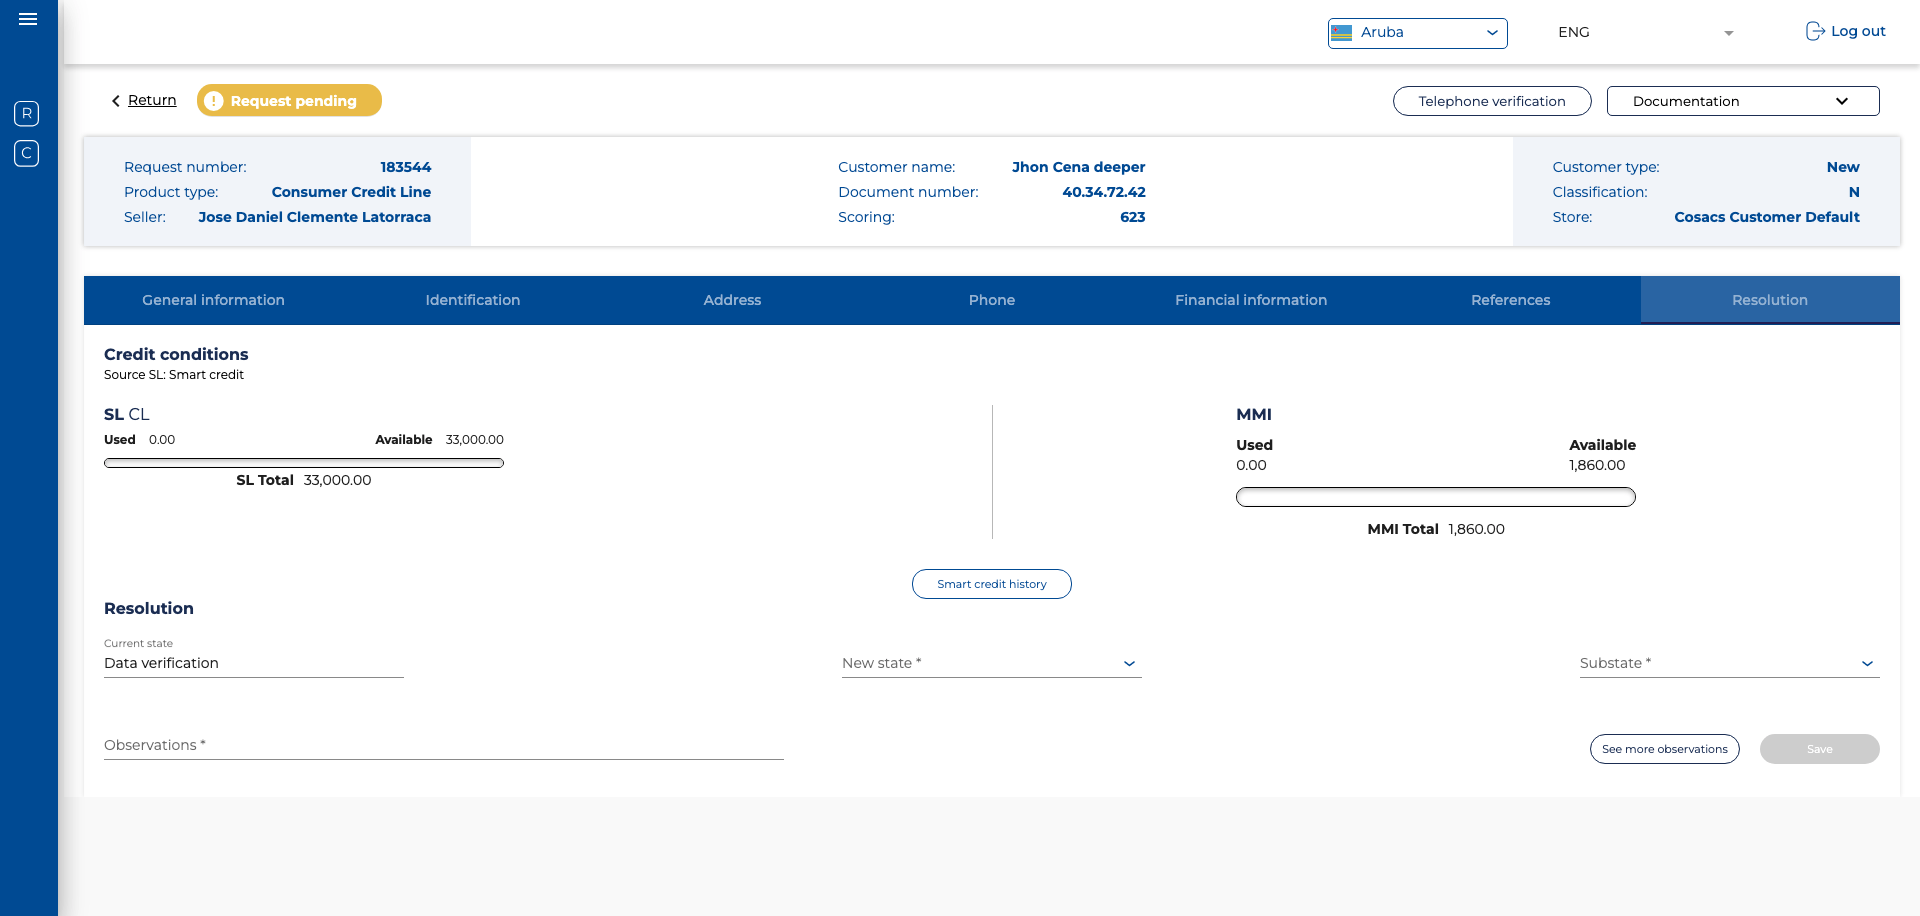 Aruba
ENG
Log out
R
C
Return
Request pending
Telephone verification
Documentation
Request number: 183544
Product type: Consumer Credit Line
Seller: Jose Daniel Clemente Latorraca
Customer name: Jhon Cena deeper
Document number: 40.34.72.42
Scoring: 623
Customer type: New
Classification: N
Store: Cosacs Customer Default
General information
Identification
Address
Phone
Financial information
References
Resolution
Credit conditions
Source SL: Smart credit
SL CL
Used 0.00 Available 33,000.00
SL Total 33,000.00
MMI
Used Available
0.00 1,860.00
MMI Total 1,860.00
Smart credit history
Resolution
Current state
Data verification
New state *
Substate *
Observations *
See more observations
Save